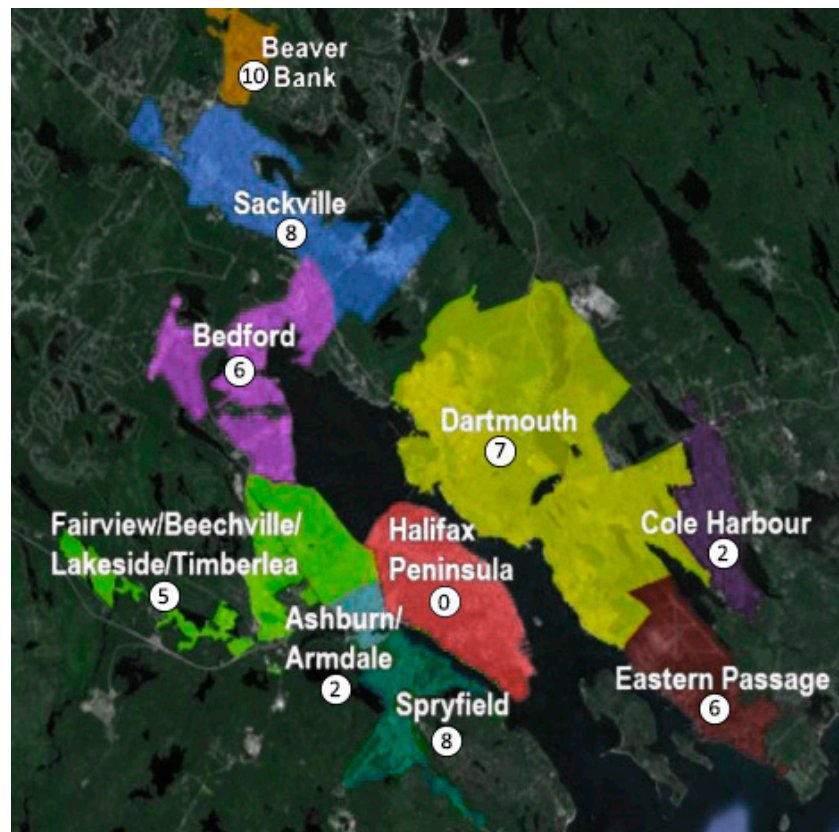 Beaver
Bank
10
Sackville
8
Bedford
6
Dartmouth
7
Fairview/Beechville/
Lakeside/Timberlea
5
Halifax
Peninsula
0
Cole Harbour
2
Ashburn/
Armdale
2
Spryfield
8
Eastern Passage
6